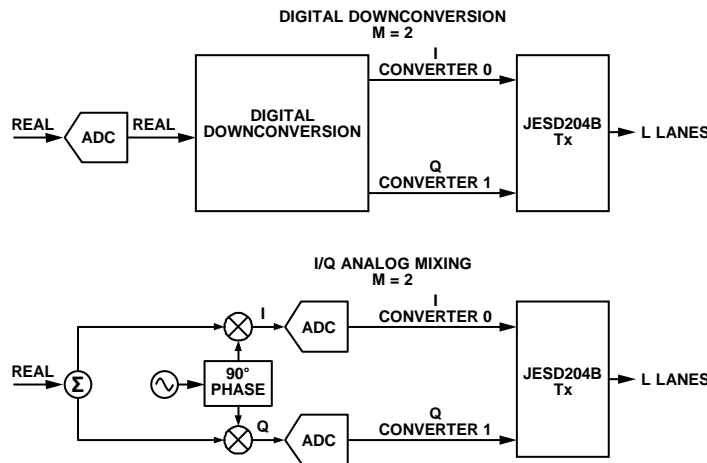 DIGITAL DOWNCONVERSION
M = 2
I
CONVERTER 0
REAL
ADC
REAL
DIGITAL
DOWNCONVERSION
JESD204B
Tx
L LANES
Q
CONVERTER 1
I/Q ANALOG MIXING
M = 2
I
I
CONVERTER 0
ADC
REAL
Σ
90°
PHASE
JESD204B
Tx
L LANES
Q
ADC
Q
CONVERTER 1